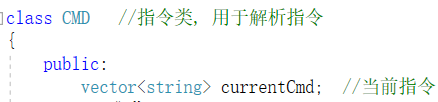 class CMD //指令类, 用于解析指令
{
public:
vector<string> currentCmd; //当前指令